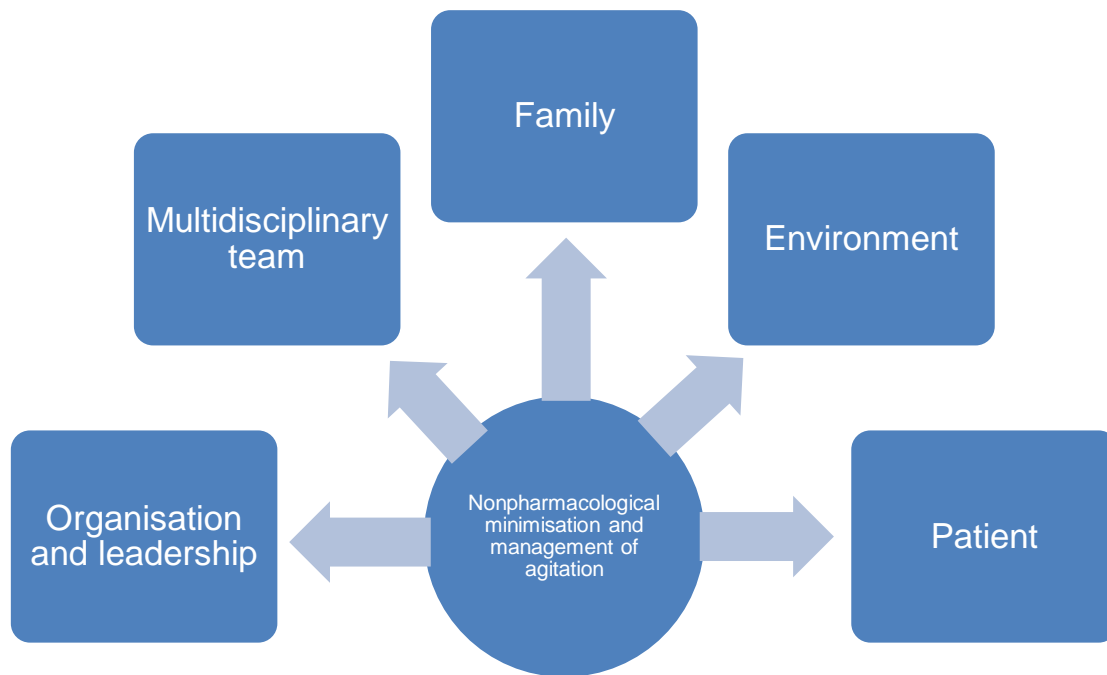 Family
Multidisciplinary
team
Environment
Organisation
and leadership
Nonpharmacological
minimisation and
management of
agitation
Patient